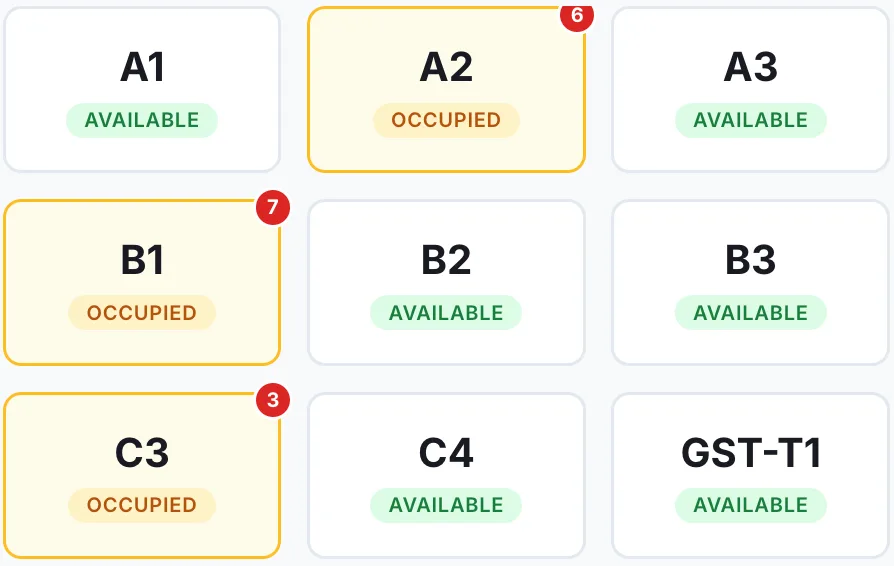 6
A1
AVAILABLE
A2
OCCUPIED
A3
AVAILABLE
7
B1
OCCUPIED
B2
AVAILABLE
B3
AVAILABLE
3
C3
OCCUPIED
C4
AVAILABLE
GST-T1
AVAILABLE